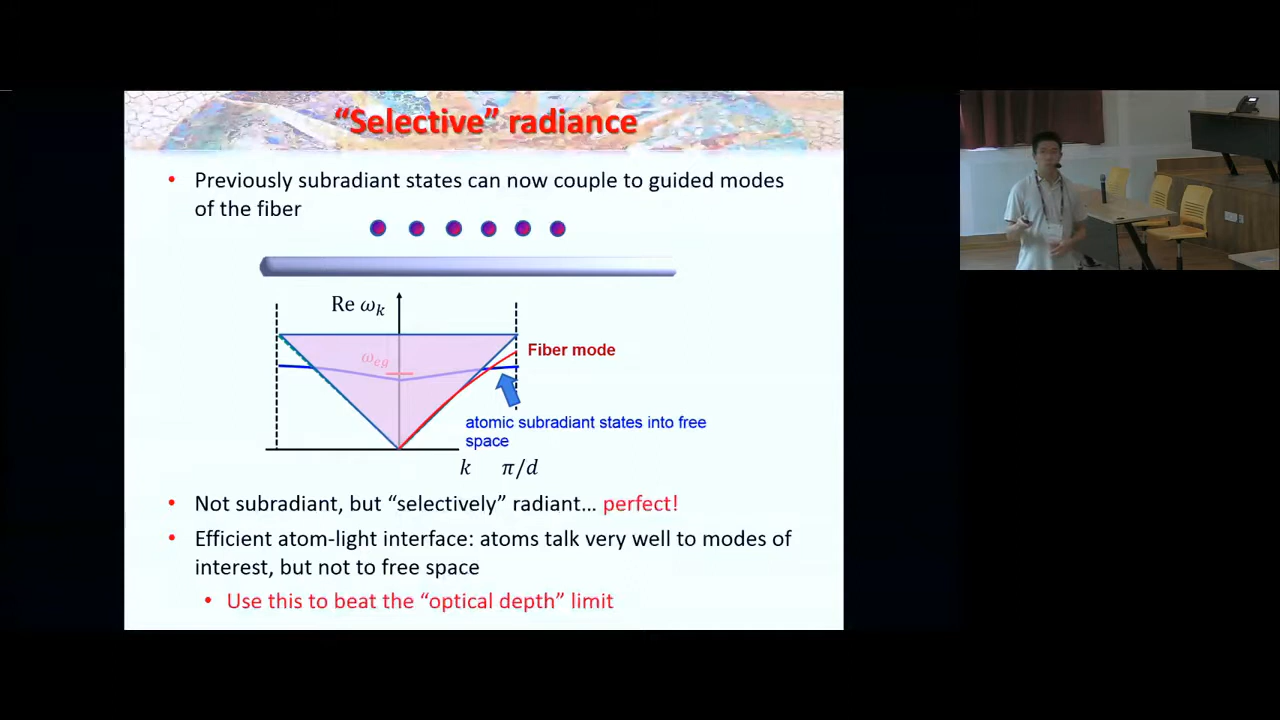 “Selective” radiance
• Previously subradiant states can now couple to guided modes
of the fiber
Re ωk
ωeg
Fiber mode
atomic subradiant states into free
space
k π/d
• Not subradiant, but “selectively” radiant… perfect!
• Efficient atom-light interface: atoms talk very well to modes of
interest, but not to free space
• Use this to beat the “optical depth” limit